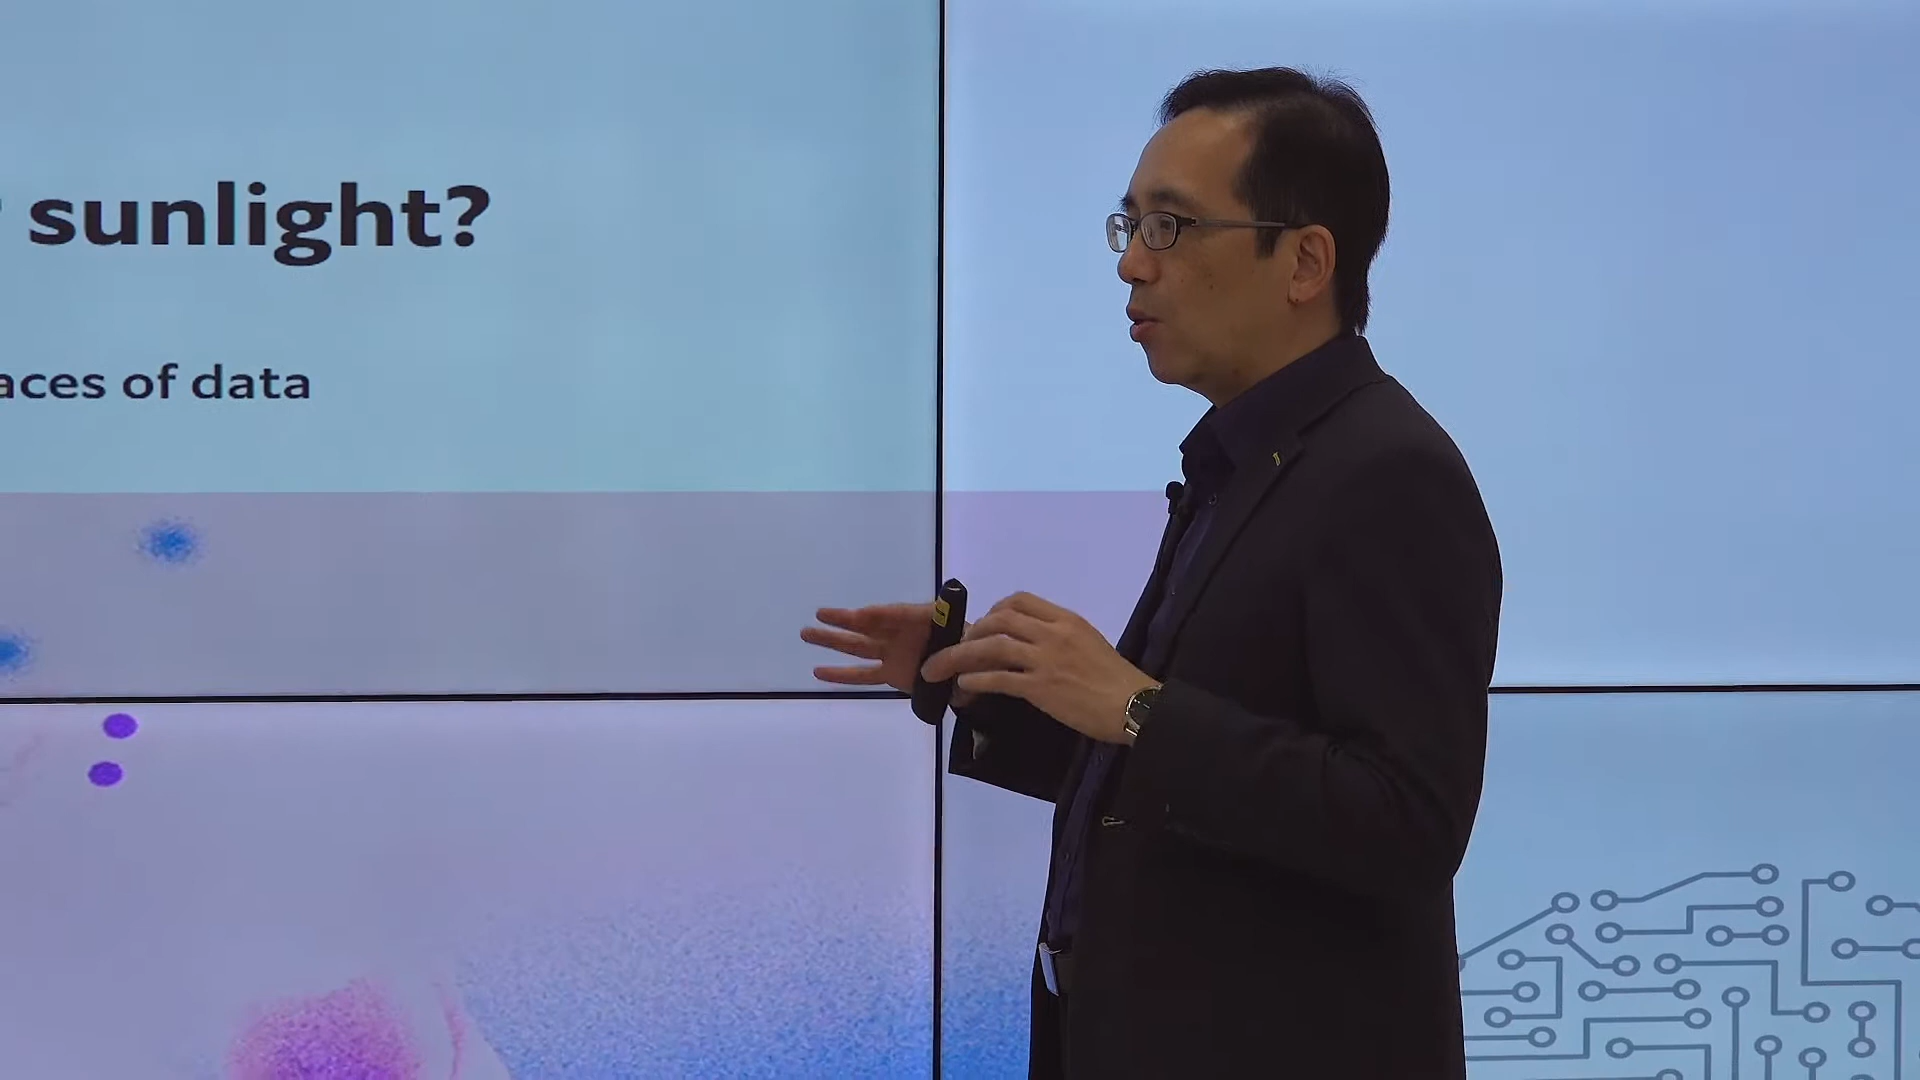 sunlight?
aces of data